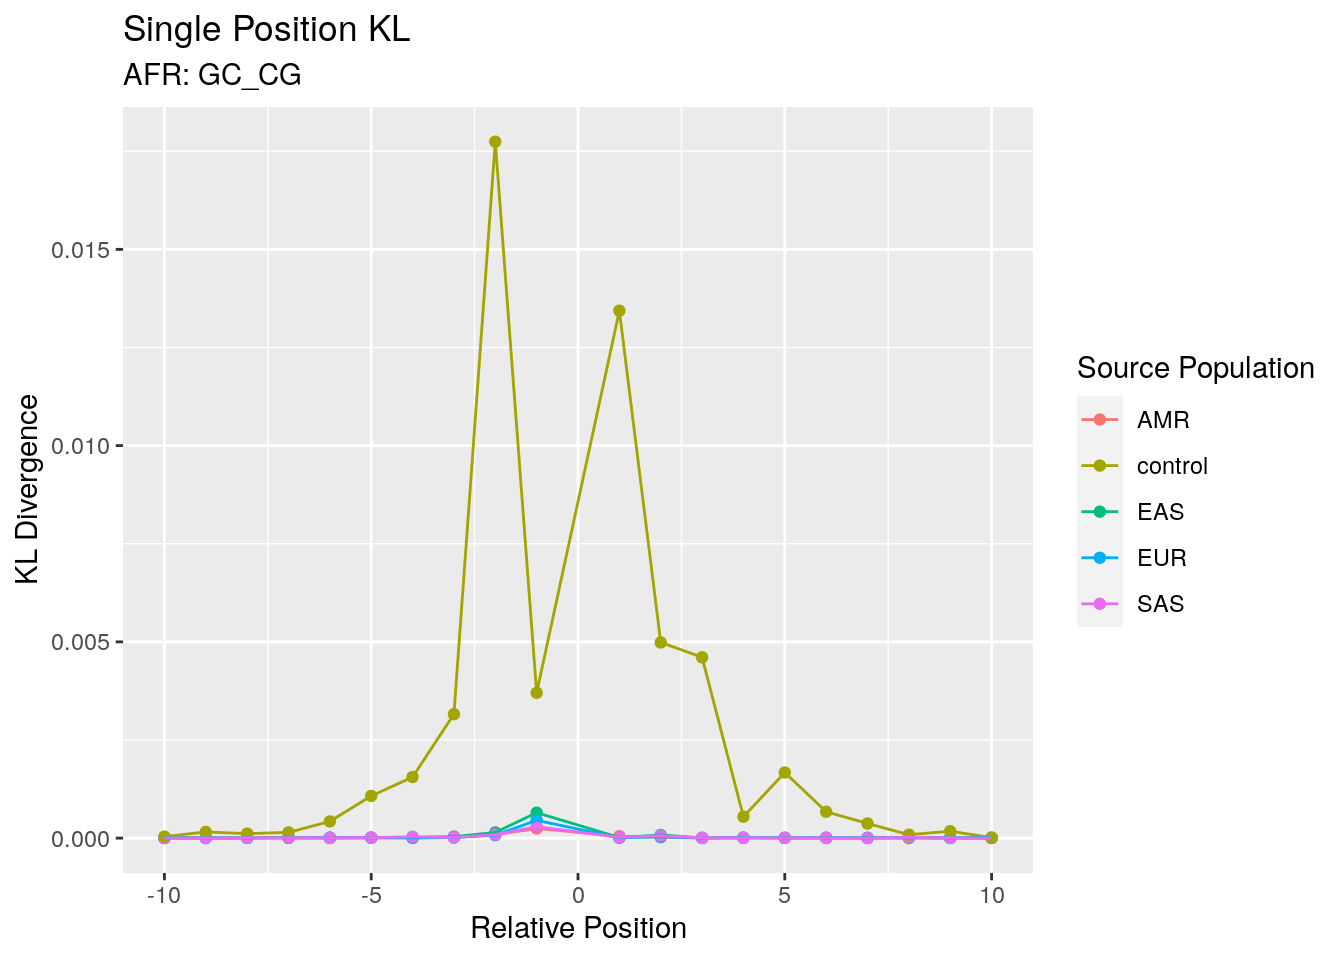 Single Position KL
AFR: GC_CG
KL Divergence
0.015
0.010
0.005
0.000
-10
-5
0
5
10
Relative Position
Source Population
AMR
control
EAS
EUR
SAS